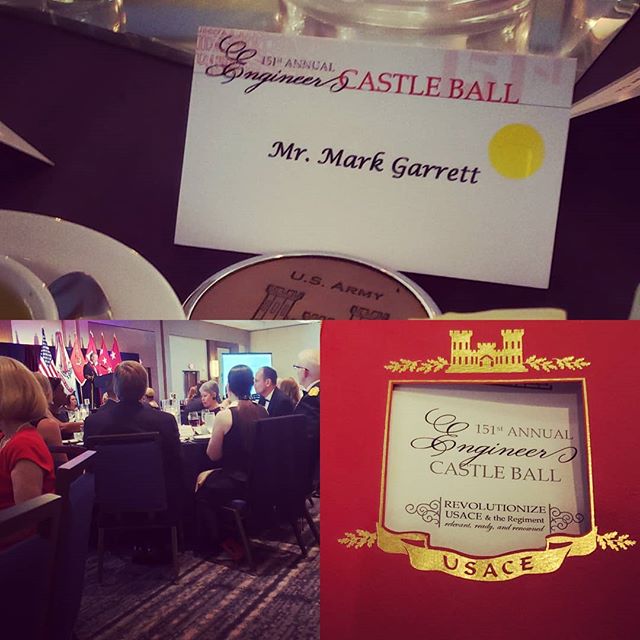 151ST ANNUAL
Engineer
CASTLE BALL
Mr. Mark Garrett
U.S. ARMY
151st ANNUAL
Engineer
CASTLE BALL
REVOLUTIONIZE
USACE & the Regiment
relevant, ready, and renowned
USACE